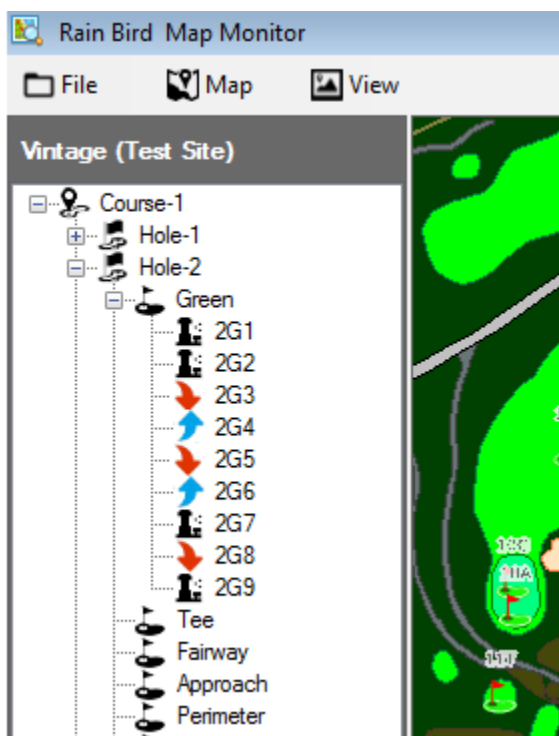 Rain Bird Map Monitor
File Map View
Vintage (Test Site)
Course-1
Hole-1
Hole-2
Green
2G1
2G2
2G3
2G4
2G5
2G6
2G7
2G8
2G9
Tee
Fairway
Approach
Perimeter
11T